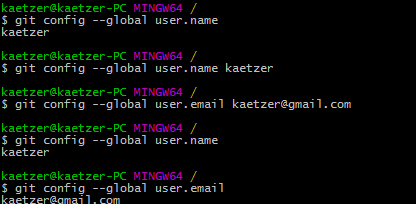 kaetzer@kaetzer-PC MINGW64 /
$ git config --global user.name
kaetzer
kaetzer@kaetzer-PC MINGW64 /
$ git config --global user.name kaetzer
kaetzer@kaetzer-PC MINGW64 /
$ git config --global user.email kaetzer@gmail.com
kaetzer@kaetzer-PC MINGW64 /
$ git config --global user.name
kaetzer
kaetzer@kaetzer-PC MINGW64 /
$ git config --global user.email
kaetzer@gmail.com